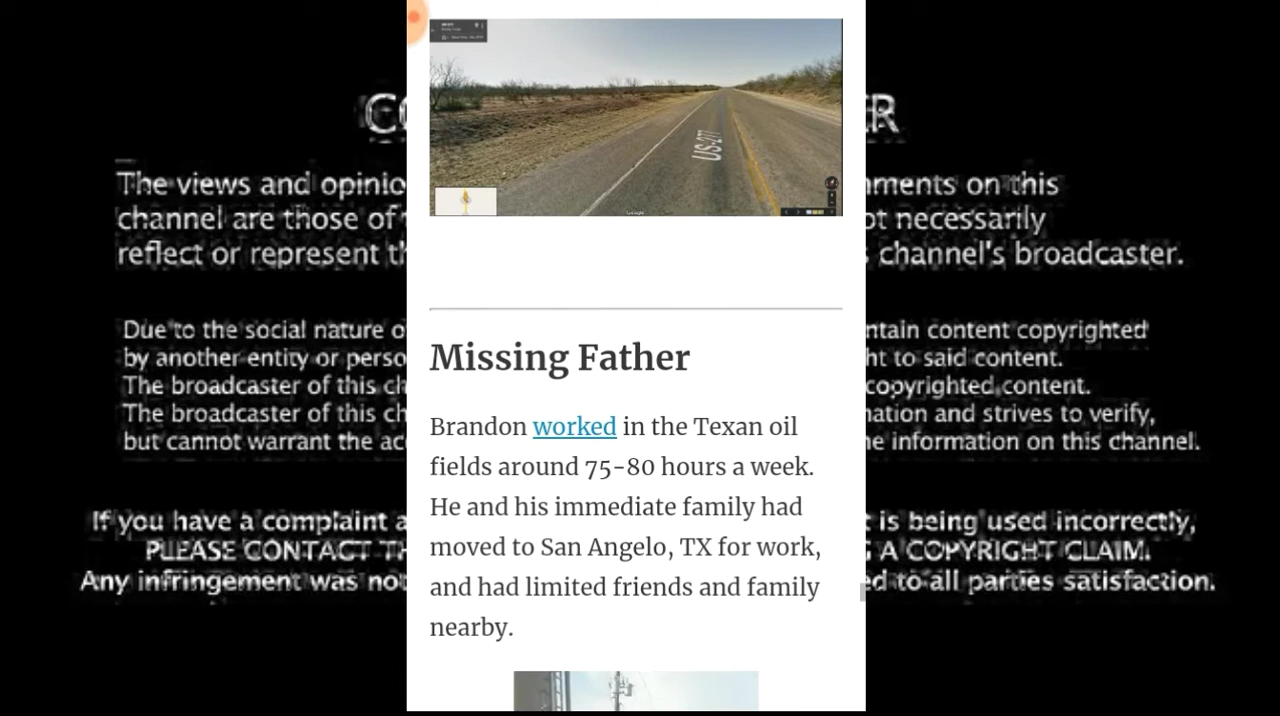 CO
ER
The views and opinio
mments on this
channel are those of
ot necessarily
reflect or represent th
s channel's broadcaster.
US-277
Due to the social nature o
ntain content copyrighted
by another entity or perso
ht to said content.
The broadcaster of this ch
copyrighted content.
The broadcaster of this ch
nation and strives to verify,
but cannot warrant the ac
he information on this channel.
If you have a complaint a
t is being used incorrectly,
PLEASE CONTACT TH
G A COPYRIGHT CLAIM.
Any infringement was not
ed to all parties satisfaction.
Missing Father
Brandon worked in the Texan oil
fields around 75-80 hours a week.
He and his immediate family had
moved to San Angelo, TX for work,
and had limited friends and family
nearby.